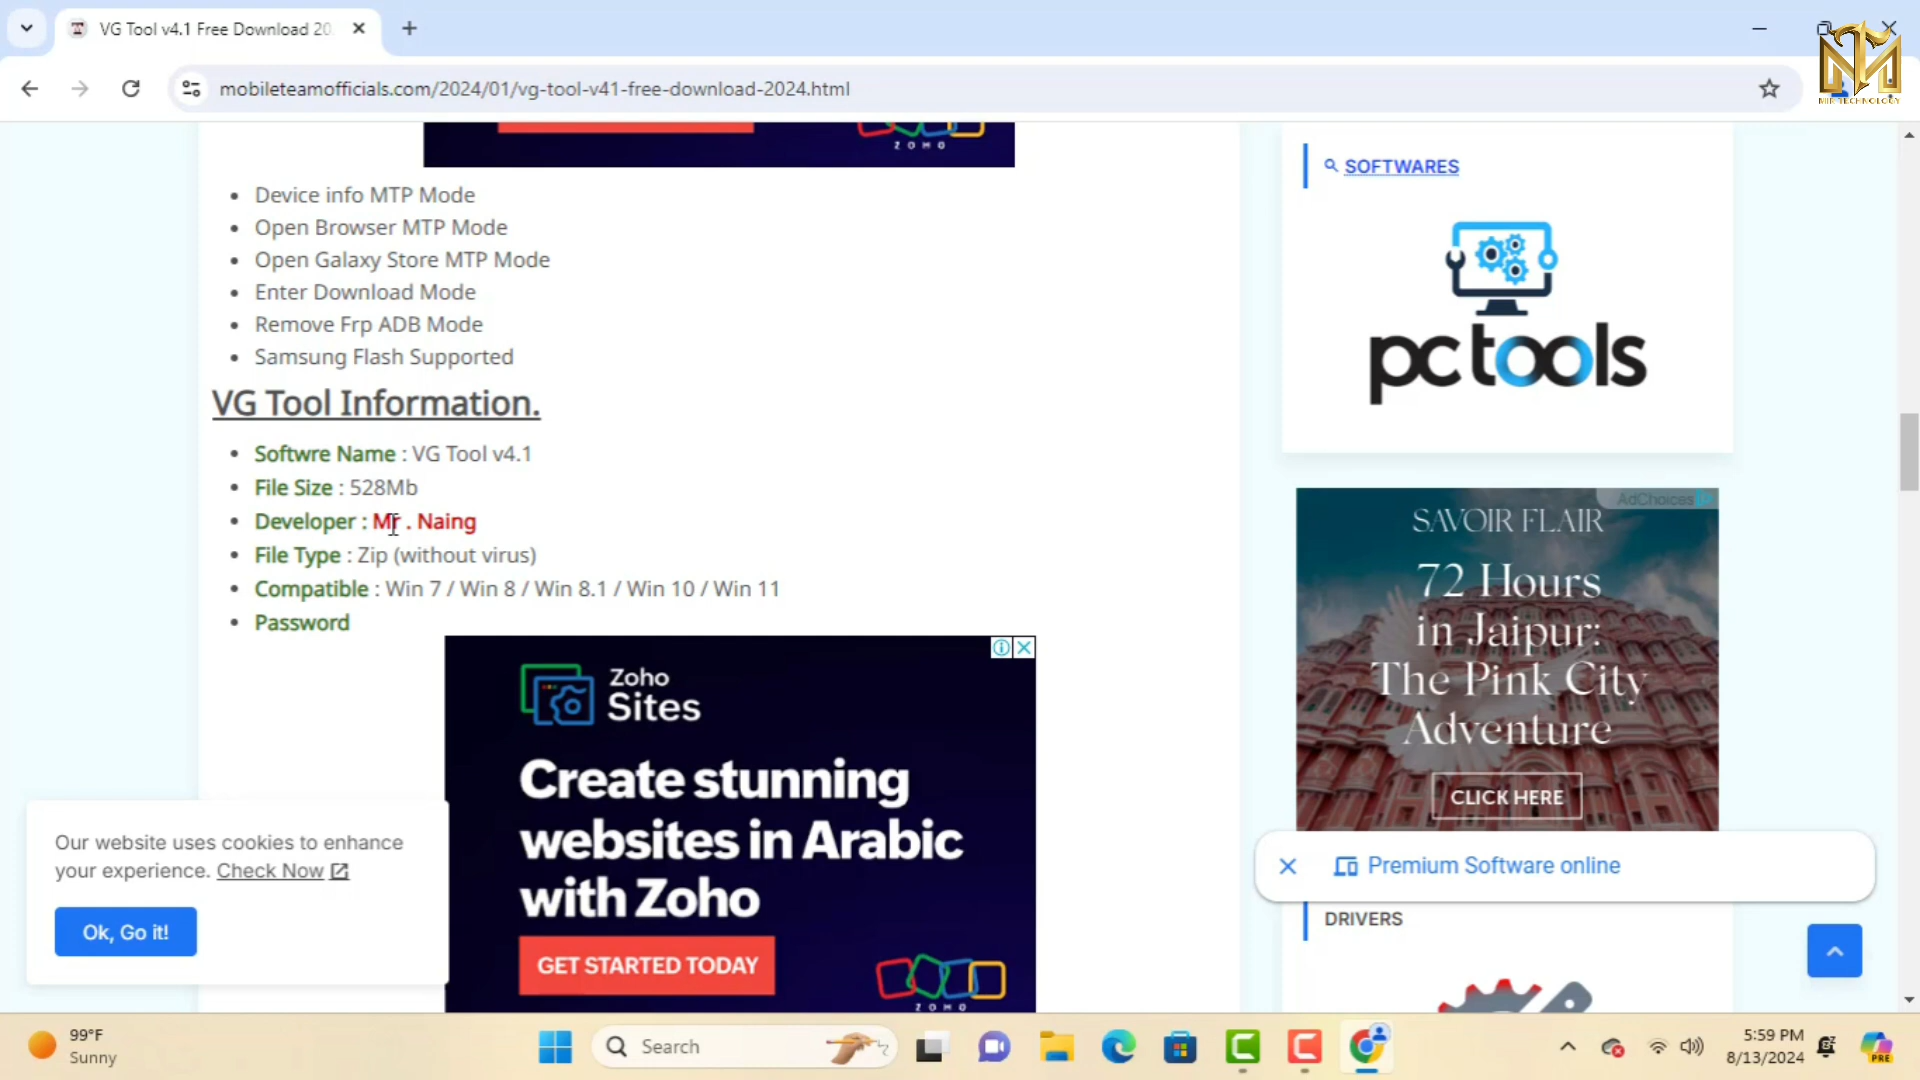 VG Tool v4.1 Free Download 20
mobileteamofficials.com/2024/01/vg-tool-v41-free-download-2024.html
MIR TECHNOLOGY
ZOHO
Device info MTP Mode
Open Browser MTP Mode
Open Galaxy Store MTP Mode
Enter Download Mode
Remove Frp ADB Mode
Samsung Flash Supported
VG Tool Information.
Softwre Name : VG Tool v4.1
File Size : 528Mb
Developer : Mr . Naing
File Type : Zip (without virus)
Compatible : Win 7 / Win 8 / Win 8.1 / Win 10 / Win 11
Password
Zoho
Sites
Create stunning
websites in Arabic
with Zoho
GET STARTED TODAY
ZOHO
Our website uses cookies to enhance
your experience. Check Now
Ok, Go it!
SOFTWARES
pctools
AdChoices
SAVOIR FLAIR
72 Hours
in Jaipur:
The Pink City
Adventure
CLICK HERE
Premium Software online
DRIVERS
99°F
Sunny
Search
5:59 PM
8/13/2024
PRE